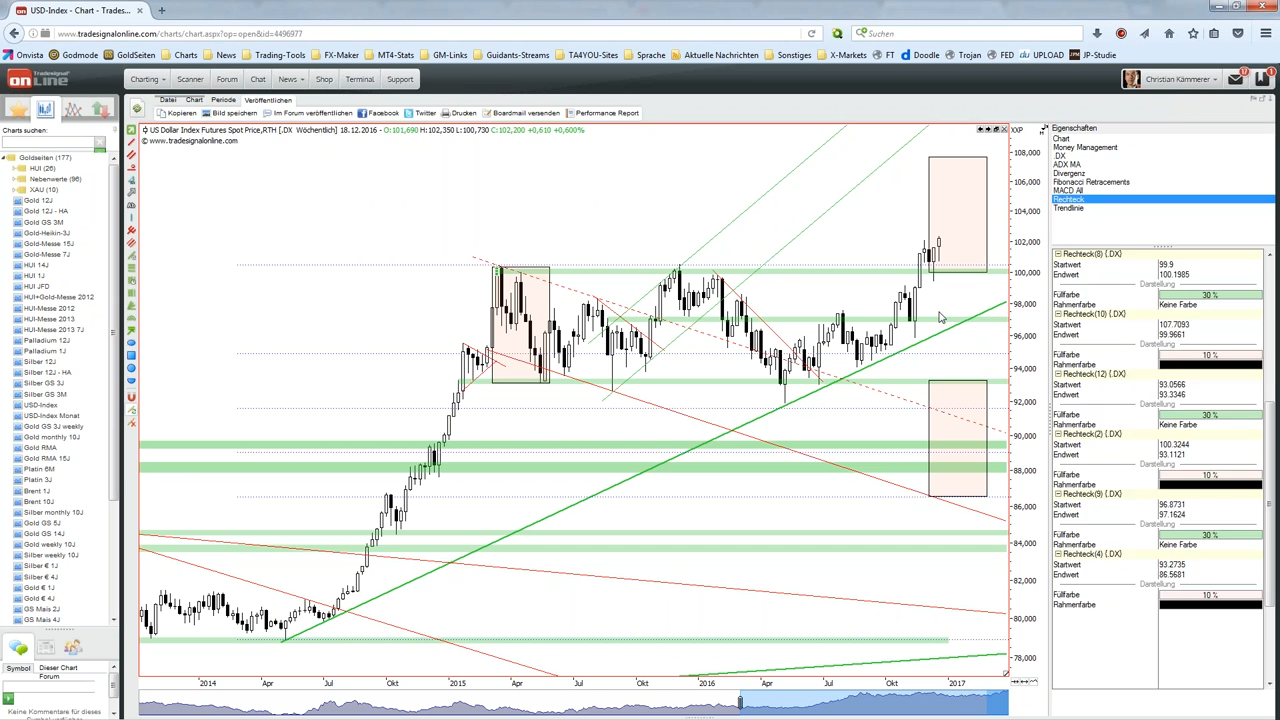 USD-Index - Chart - Trades...
www.tradesignalonline.com/charts/chart.aspx?op=open&id=4496977
Suchen
Onvista Godmode GoldSeiten Charts News Trading-Tools FX-Maker MT4-Stats GM-Links Guidants-Streams TA4YOU-Sites Sprache Aktuelle Nachrichten Sonstiges X-Markets FT Doodle Trojan FED UPLOAD JP-Studie
Tradesignal
ON LINE
Charting Scanner Forum Chat News Shop Terminal Support
Christian Kämmerer
Datei Chart Periode Veröffentlichen
Kopieren Bild speichern Im Forum veröffentlichen Facebook Twitter Drucken Boardmail versenden Performance Report
Charts suchen:
Goldseiten (177)
HUI (26)
Nebenwerte (96)
XAU (10)
Gold 12J
Gold 12J - HA
Gold GS 3M
Gold-Heikin-3J
Gold-Messe 15J
Gold-Messe 7J
HUI 14J
HUI 1J
HUI JFD
HUI+Gold-Messe 2012
HUI-Messe 2012
HUI-Messe 2013
HUI-Messe 2013 7J
Palladium 12J
Palladium 1J
Silber 12J
Silber 12J - HA
Silber GS 3J
Silber-Messe 15J
Silber-Messe 3J
USD-Index
USD-Index Monat
Gold GS 3J weekly
Gold monthly 10J
Gold RMA
Gold RMA 15J
Platin 6M
Platin 3J
Brent 1J
Brent 10J
Silber monthly 10J
Gold GS 5J
Gold GS 14J
Gold weekly 10J
Silber weekly 10J
Silber € 1J
Silber € 4J
Gold € 1J
Gold € 4J
GS Mais 2J
GS Mais 4J
Symbol Dieser Chart
Forum
Keine Kommentare für dieses
US Dollar Index Futures Spot Price,RTH [.DX Wöchentlich] 18.12.2016 O:101,690 H:102,350 L:100,730 C:102,200 +0,610 +0,600%
© www.tradesignalonline.com
XXP
108,000
106,000
104,000
102,000
100,000
98,000
96,000
94,000
92,000
90,000
88,000
86,000
84,000
82,000
80,000
78,000
2014 Apr Jul Okt 2015 Apr Jul Okt 2016 Apr Jul Okt 2017
Eigenschaften
Chart
Money Management
.DX
ADX MA
Divergenz
Fibonacci Retracements
MACD All
Rechteck
Trendlinie
Rechteck(8) {.DX}
Startwert 99.9
Endwert 100.1985
Darstellung
Füllfarbe 30 %
Rahmenfarbe Keine Farbe
Rechteck(10) {.DX}
Startwert 107.7093
Endwert 99.9661
Darstellung
Füllfarbe 10 %
Rahmenfarbe
Rechteck(12) {.DX}
Startwert 93.0566
Endwert 93.3346
Darstellung
Füllfarbe 30 %
Rahmenfarbe Keine Farbe
Rechteck(2) {.DX}
Startwert 100.3244
Endwert 93.1121
Darstellung
Füllfarbe 10 %
Rahmenfarbe
Rechteck(9) {.DX}
Startwert 96.8731
Endwert 97.1624
Darstellung
Füllfarbe 30 %
Rahmenfarbe Keine Farbe
Rechteck(4) {.DX}
Startwert 93.2735
Endwert 86.5681
Darstellung
Füllfarbe 10 %
Rahmenfarbe